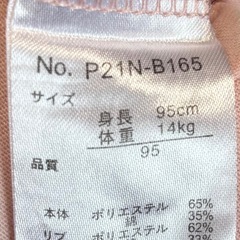 No. P21N-B165
サイズ
身長 95cm
体重 14kg
95
品質
本体 ポリエステル 65%
綿 35%
リブ ポリエステル 62%
33%